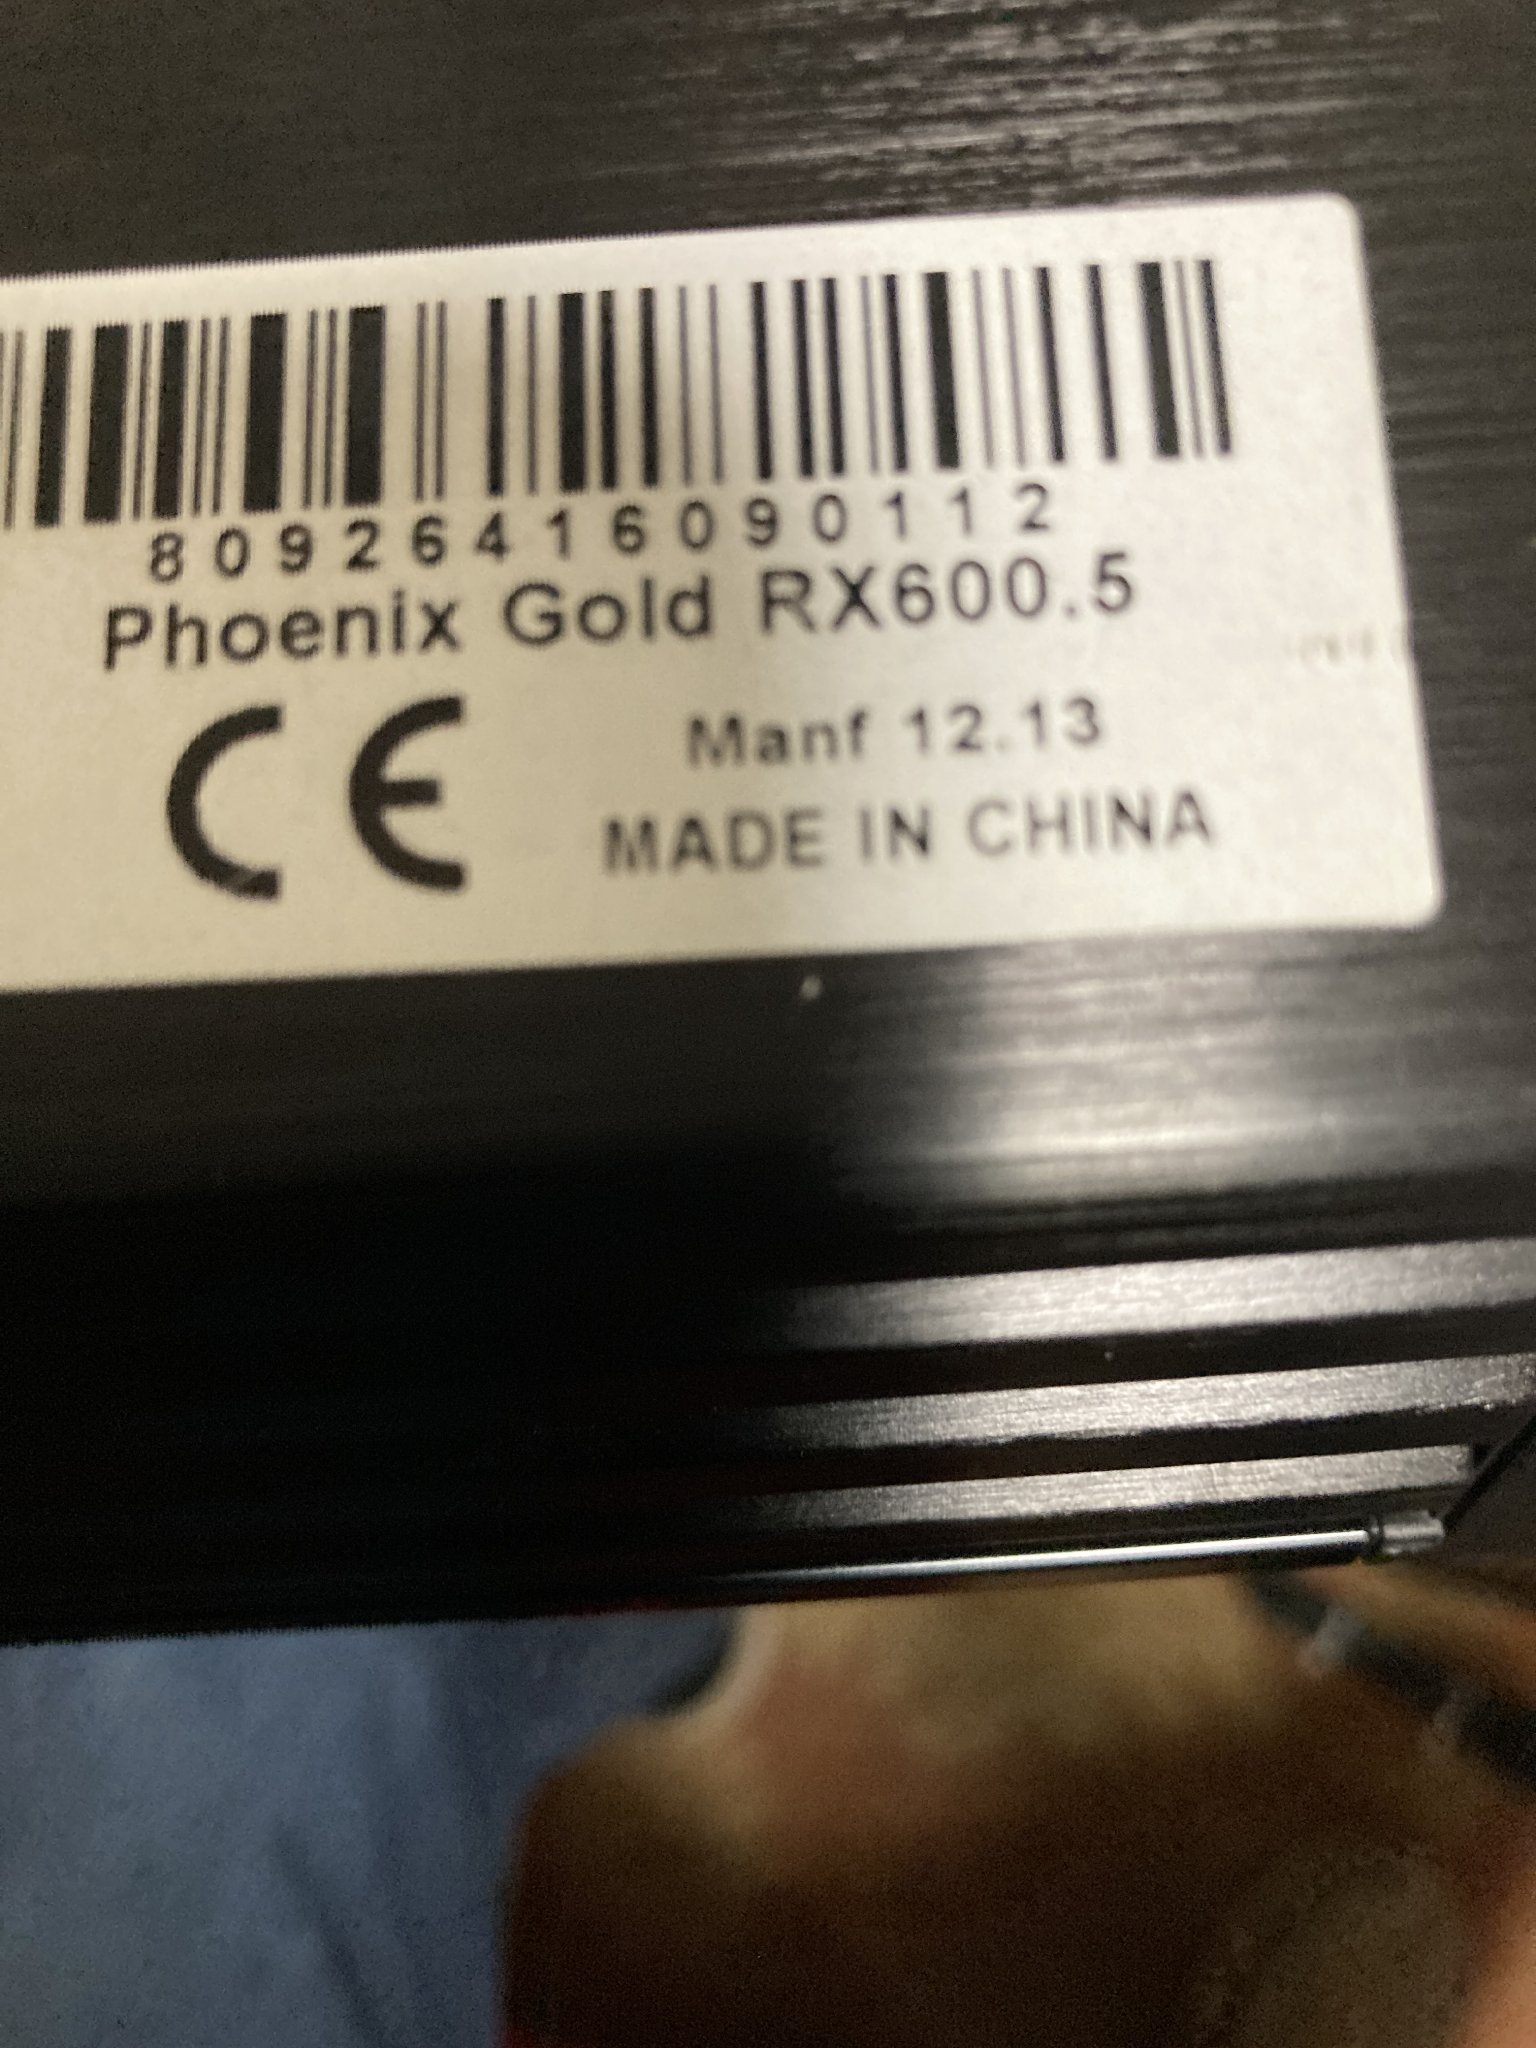 8092641609​0112
Phoenix Gold RX600.5
CE
Manf 12.13
MADE IN CHINA